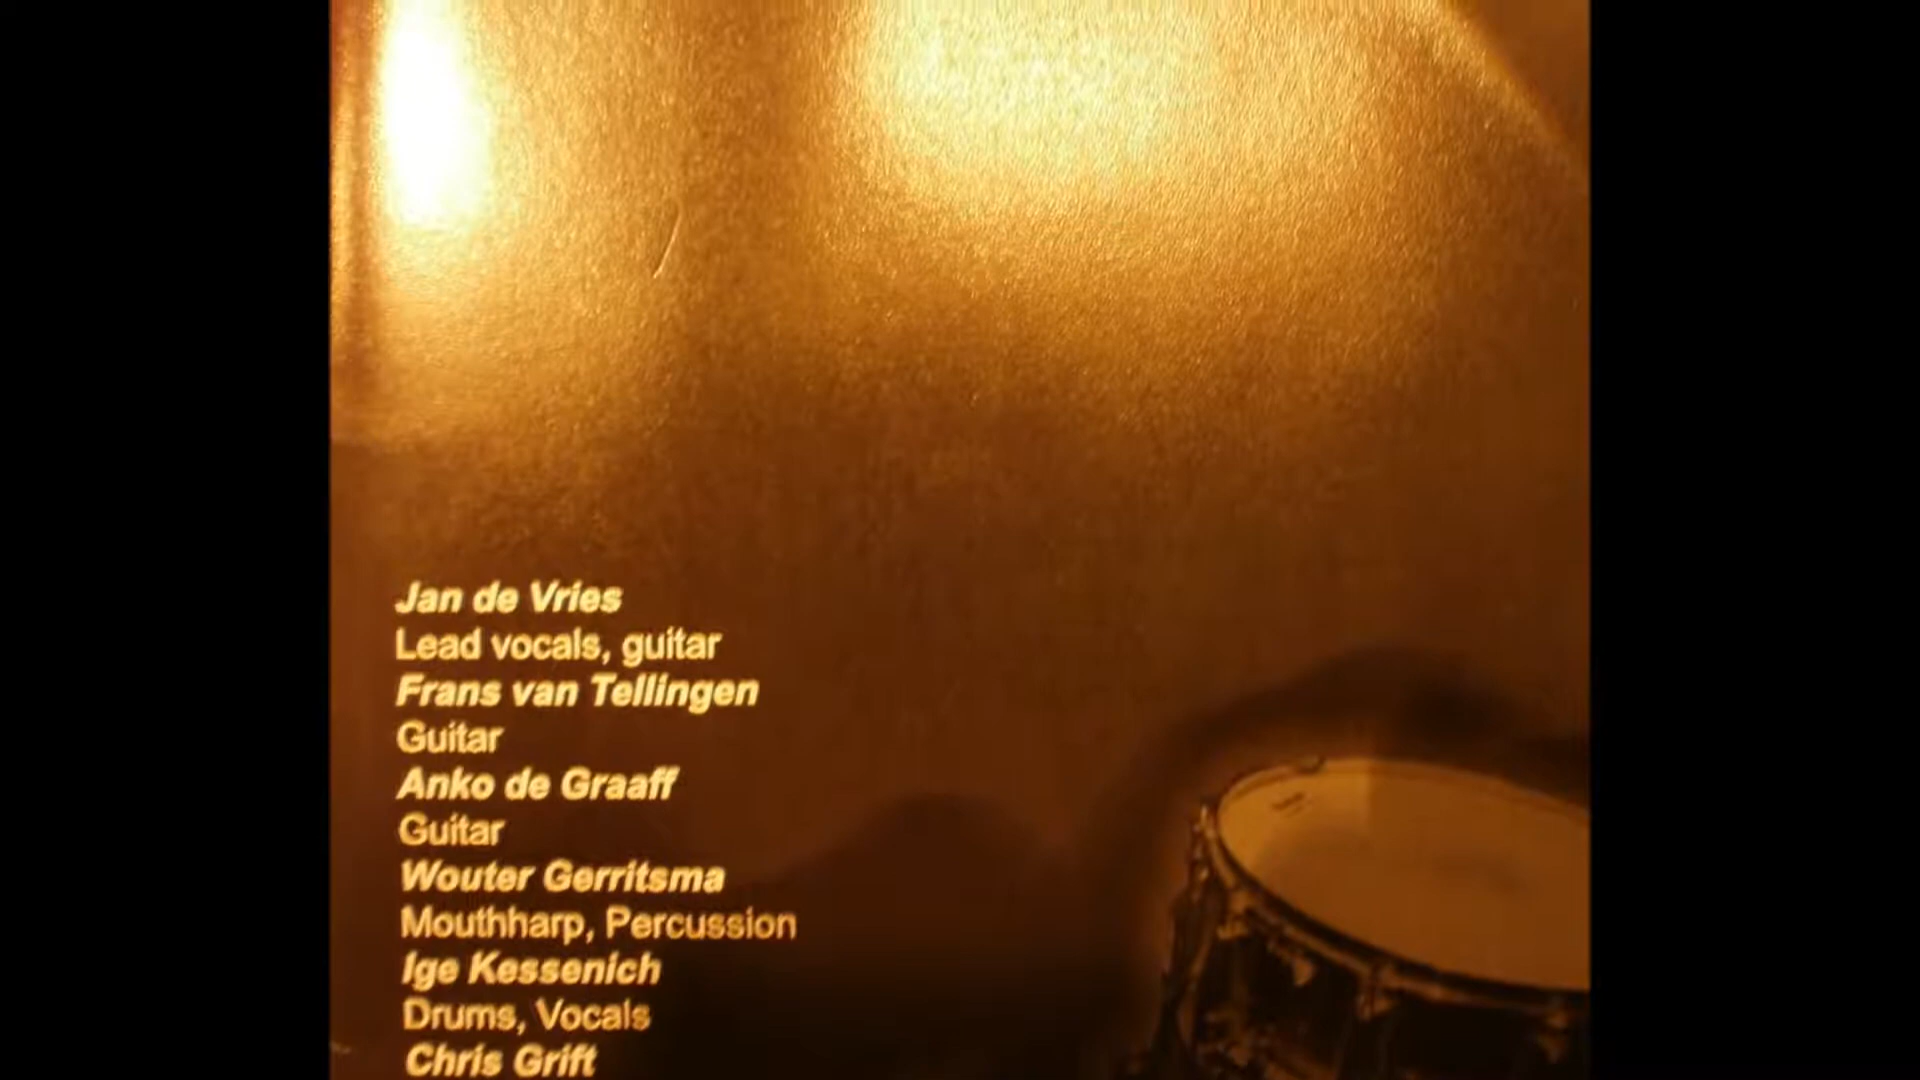 Jan de Vries
Lead vocals, guitar
Frans van Tellingen
Guitar
Anko de Graaff
Guitar
Wouter Gerritsma
Mouthharp, Percussion
Ige Kessenich
Drums, Vocals
Chris Grift